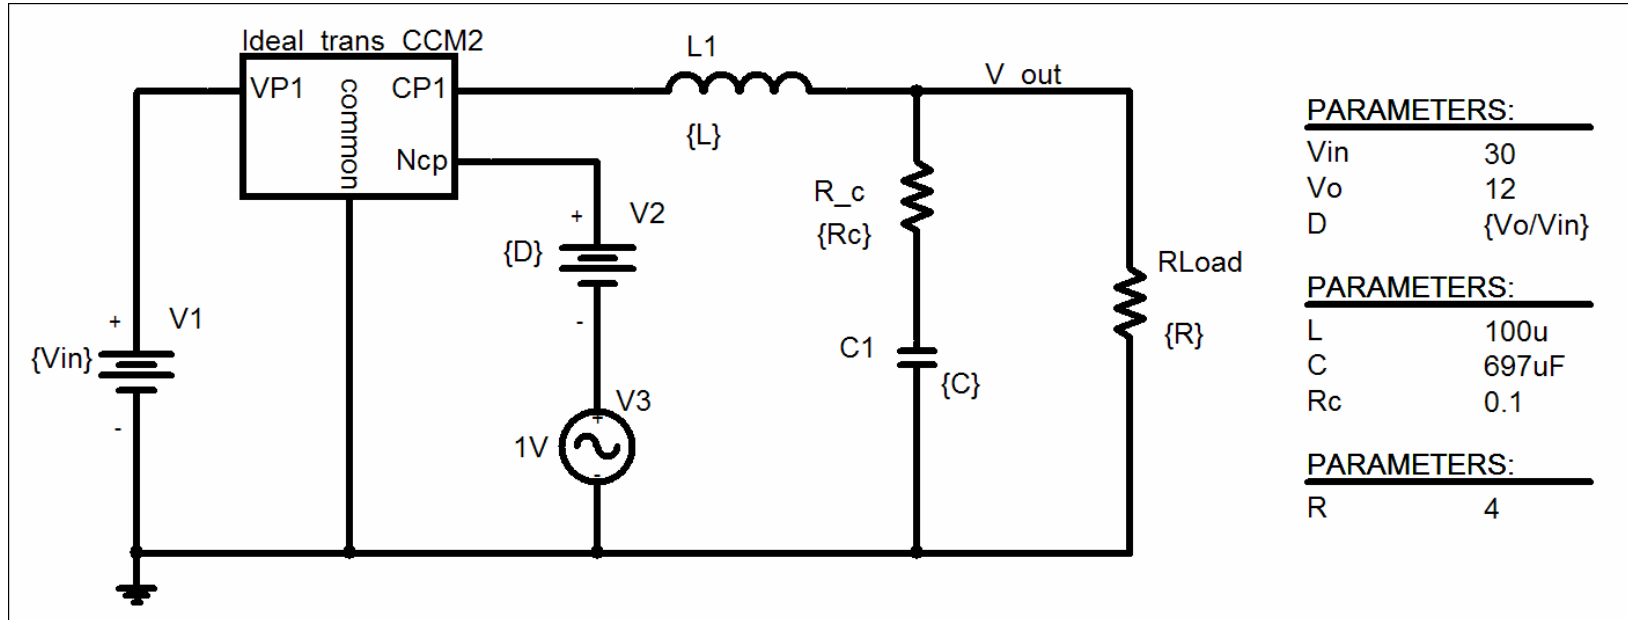 Ideal_trans_CCM2
VP1
common
CP1
Ncp
L1
{L}
V_out
PARAMETERS:
Vin 30
Vo 12
D {Vo/Vin}
PARAMETERS:
L 100u
C 697uF
Rc 0.1
PARAMETERS:
R 4
+
V1
{Vin}
-
+
V2
{D}
-
V3
+
1V
-
R_c
{Rc}
C1
{C}
RLoad
{R}